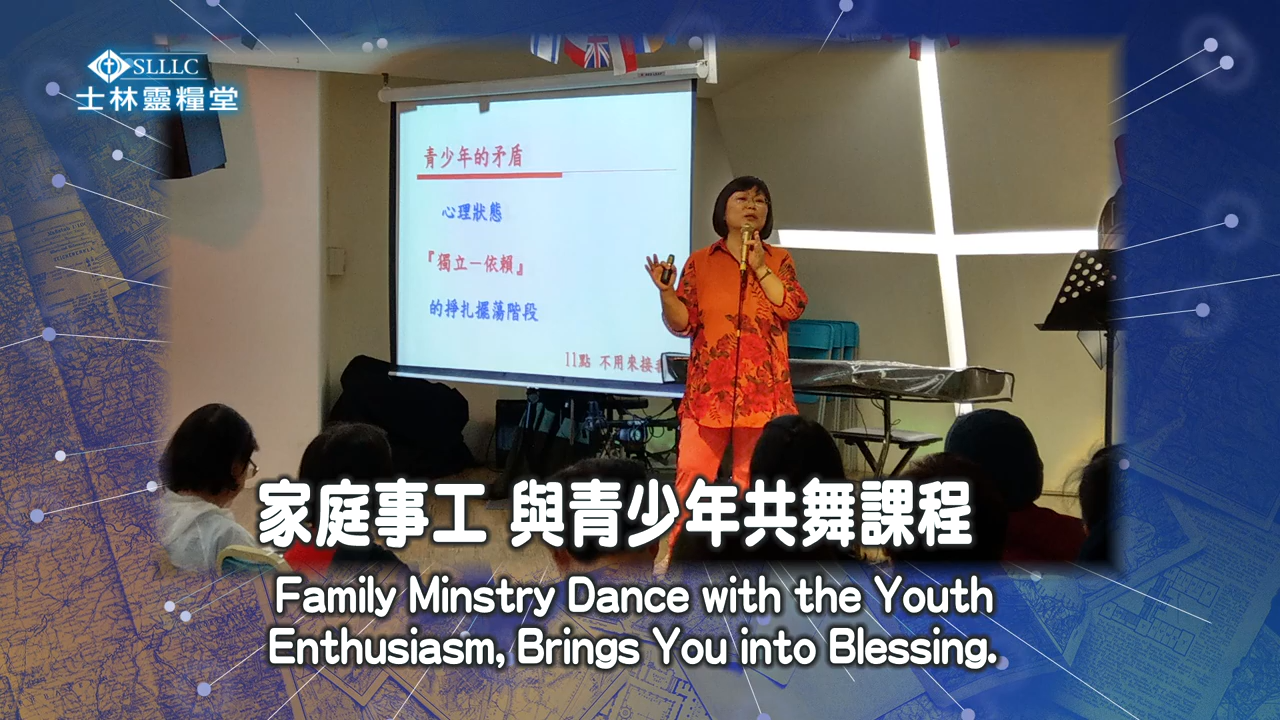 SLLLC
士林靈糧堂
青少年的矛盾
心理狀態
『獨立－依賴』
的掙扎擺蕩階段
11點 不用來接
家庭事工 與青少年共舞課程
Family Minstry Dance with the Youth
Enthusiasm, Brings You into Blessing.